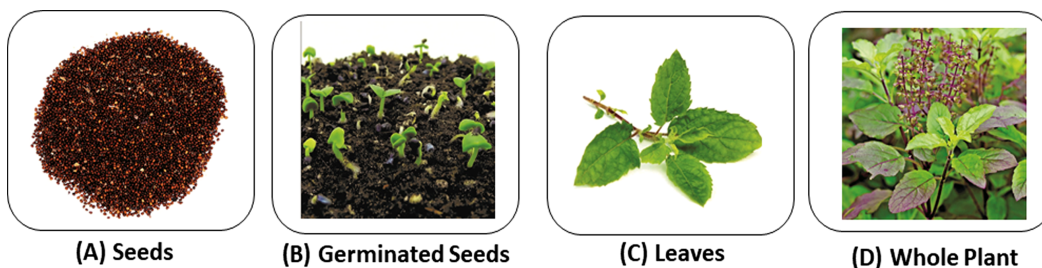 (A) Seeds
(B) Germinated Seeds
(C) Leaves
(D) Whole Plant